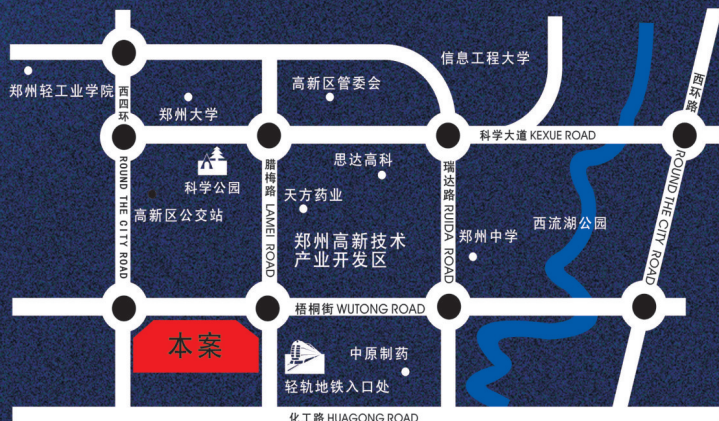 信息工程大学
高新区管委会
郑州轻工业学院
西四环
郑州大学
西环路
科学大道 KEXUE ROAD
思达高科
腊梅路 LAMEI ROAD
瑞达路 RUIDA ROAD
ROUND THE CITY ROAD
ROUND THE CITY ROAD
科学公园
天方药业
高新区公交站
西流湖公园
郑州中学
郑州高新技术
产业开发区
梧桐街 WUTONG ROAD
本案
中原制药
轻轨地铁入口处
化工路 HUAGONG ROAD